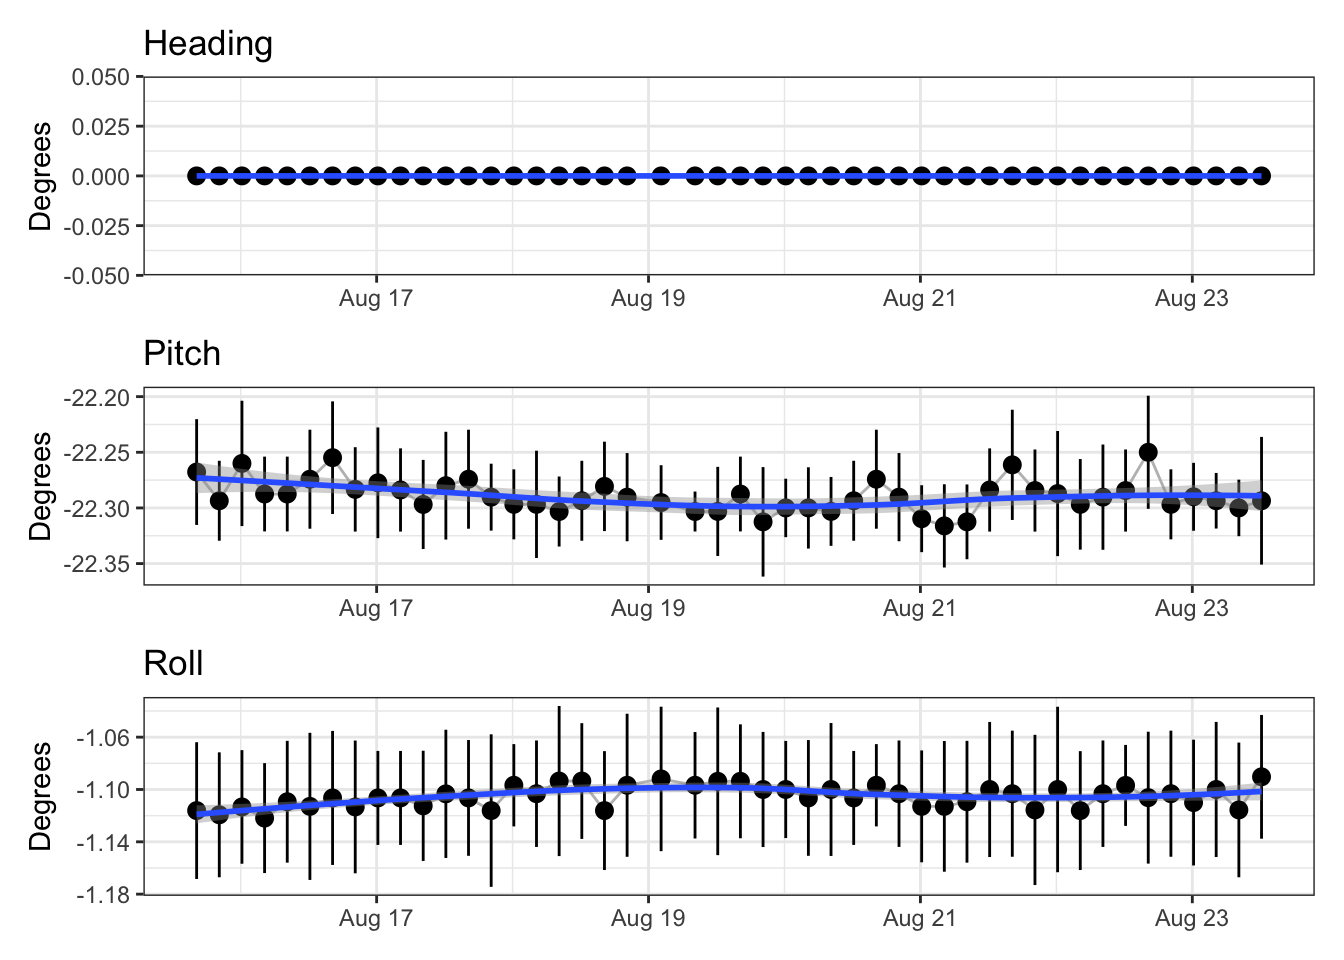 Heading
Degrees
0.050
0.025
0.000
-0.025
-0.050
Aug 17 Aug 19 Aug 21 Aug 23
Pitch
Degrees
-22.20
-22.25
-22.30
-22.35
Aug 17 Aug 19 Aug 21 Aug 23
Roll
Degrees
-1.06
-1.10
-1.14
-1.18
Aug 17 Aug 19 Aug 21 Aug 23